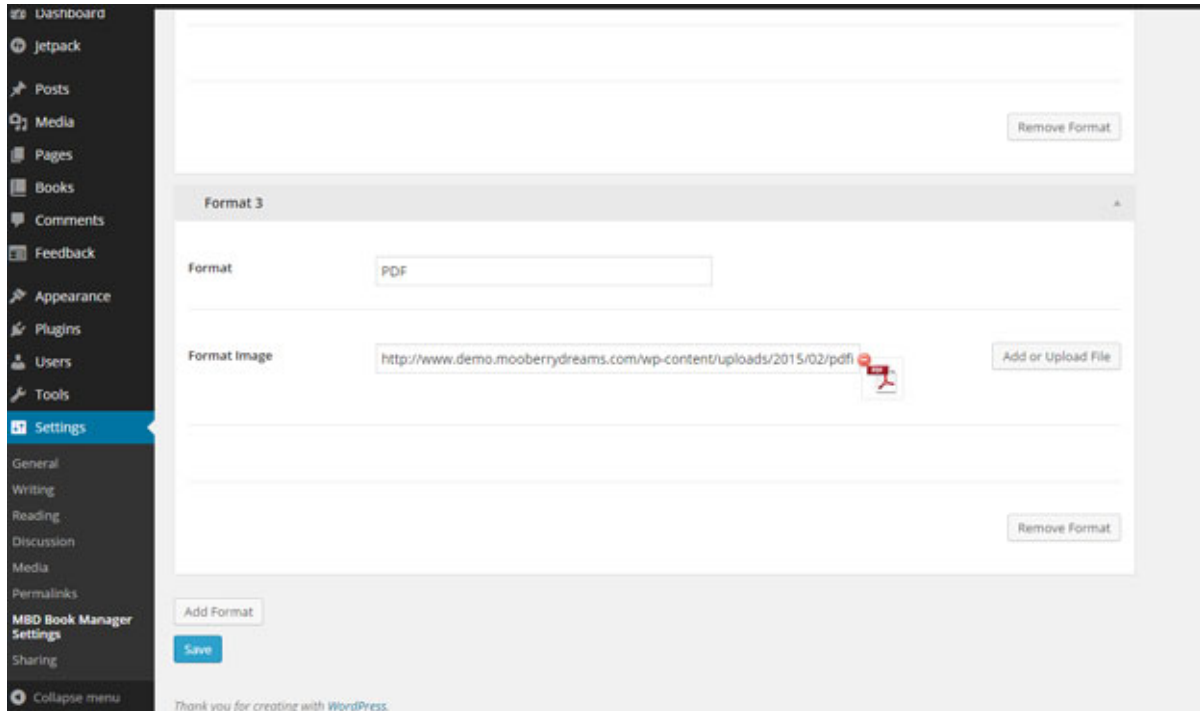 Dashboard
Jetpack
Posts
Media
Pages
Books
Comments
Feedback
Appearance
Plugins
Users
Tools
Settings
General
Writing
Reading
Discussion
Media
Permalinks
MBD Book Manager
Settings
Sharing
Collapse menu
Remove Format
Format 3
Format
PDF
Format Image
http://www.demo.mooberrydreams.com/wp-content/uploads/2015/02/pdfi
PDF
Add or Upload File
Remove Format
Add Format
Save
Thank you for creating with WordPress.